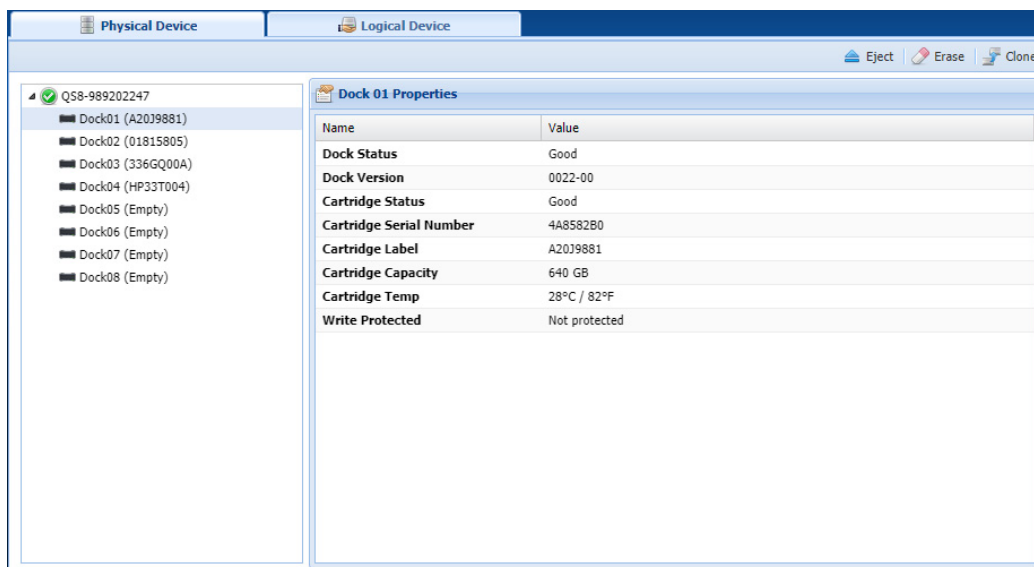 Physical Device
Logical Device
Eject
Erase
Clone
QS8-989202247
Dock01 (A20J9881)
Dock02 (01815805)
Dock03 (336GQ00A)
Dock04 (HP33T004)
Dock05 (Empty)
Dock06 (Empty)
Dock07 (Empty)
Dock08 (Empty)
Dock 01 Properties
Name Value
Dock Status Good
Dock Version 0022-00
Cartridge Status Good
Cartridge Serial Number 4A8582B0
Cartridge Label A20J9881
Cartridge Capacity 640 GB
Cartridge Temp 28°C / 82°F
Write Protected Not protected